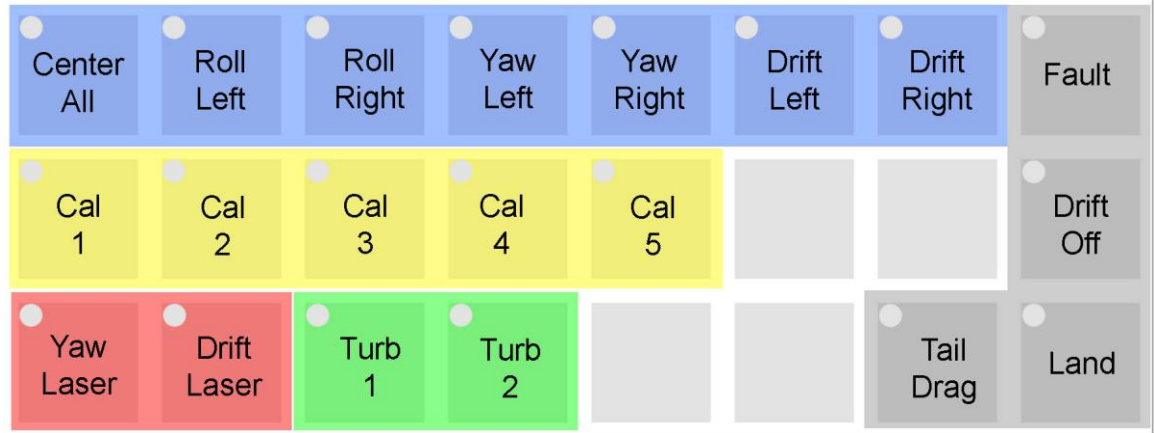 Center
All
Roll
Left
Roll
Right
Yaw
Left
Yaw
Right
Drift
Left
Drift
Right
Fault
Cal
1
Cal
2
Cal
3
Cal
4
Cal
5
Drift
Off
Yaw
Laser
Drift
Laser
Turb
1
Turb
2
Tail
Drag
Land